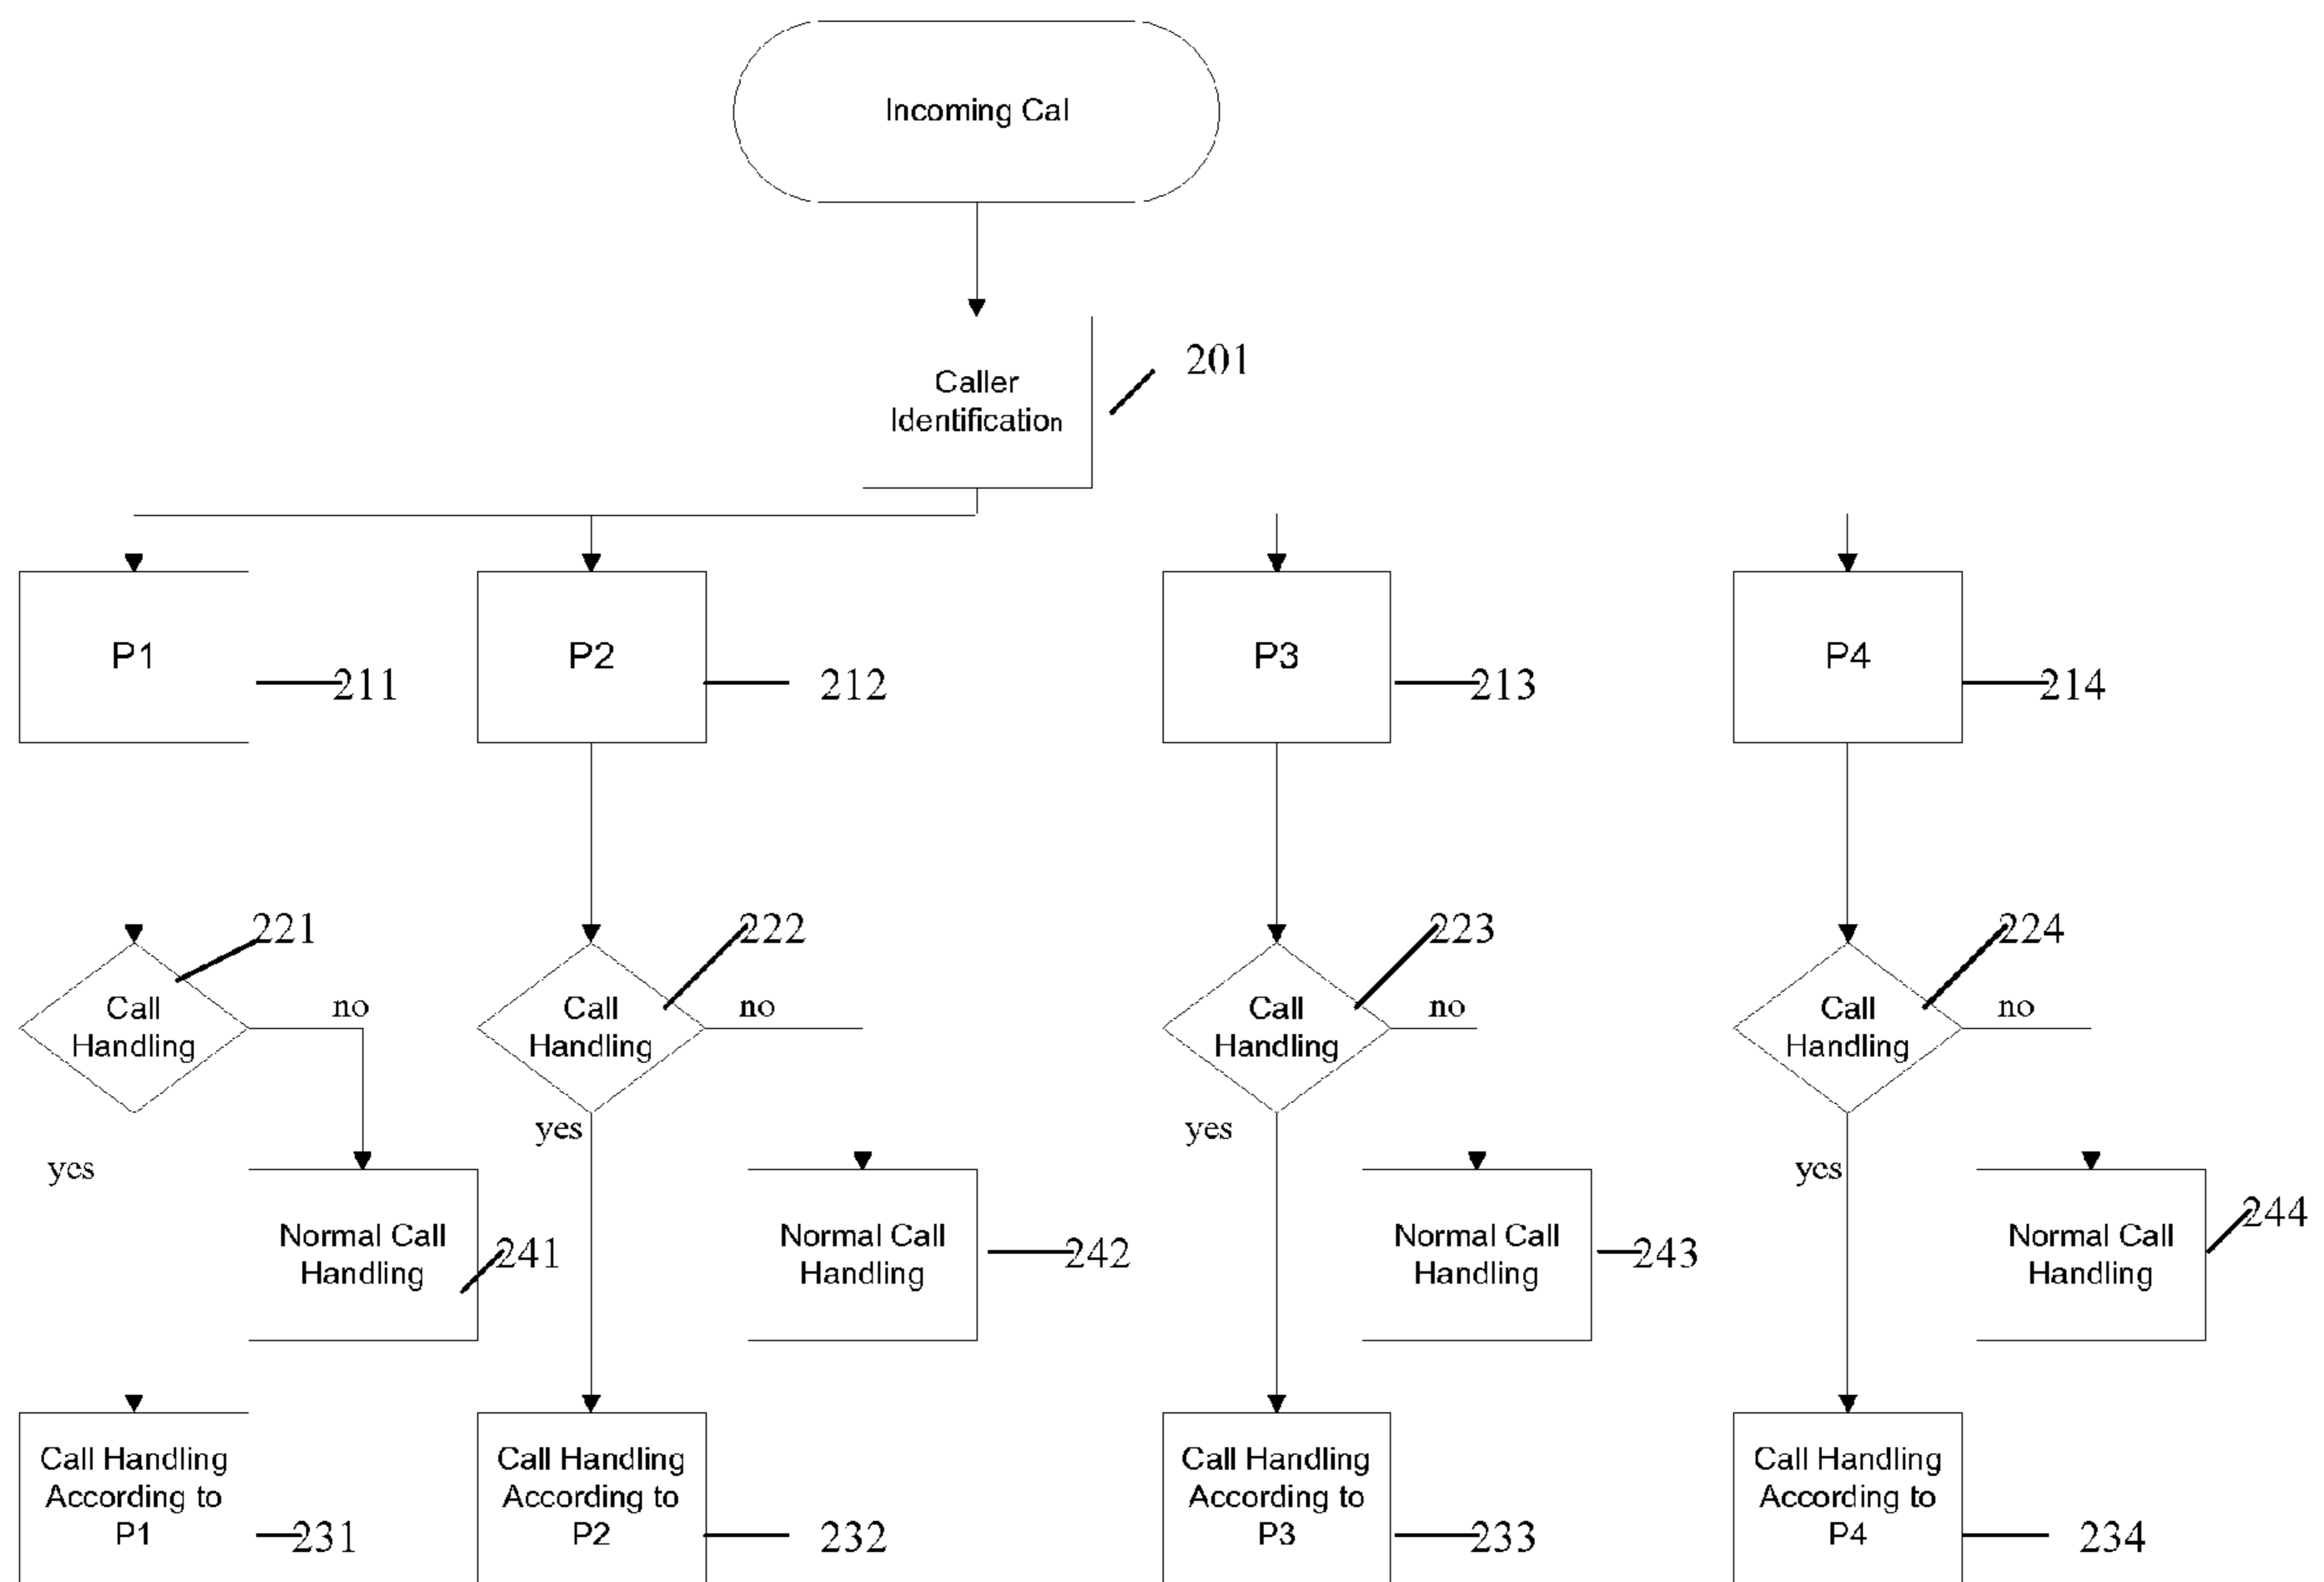 Incoming Cal
Caller
Identification
201
P1
211
P2
212
P3
213
P4
214
221
222
223
224
Call
Handling
no
Call
Handling
no
Call
Handling
no
Call
Handling
no
yes
yes
yes
yes
Normal Call
Handling
241
Normal Call
Handling
242
Normal Call
Handling
243
Normal Call
Handling
244
Call Handling
According to
P1
231
Call Handling
According to
P2
232
Call Handling
According to
P3
233
Call Handling
According to
P4
234